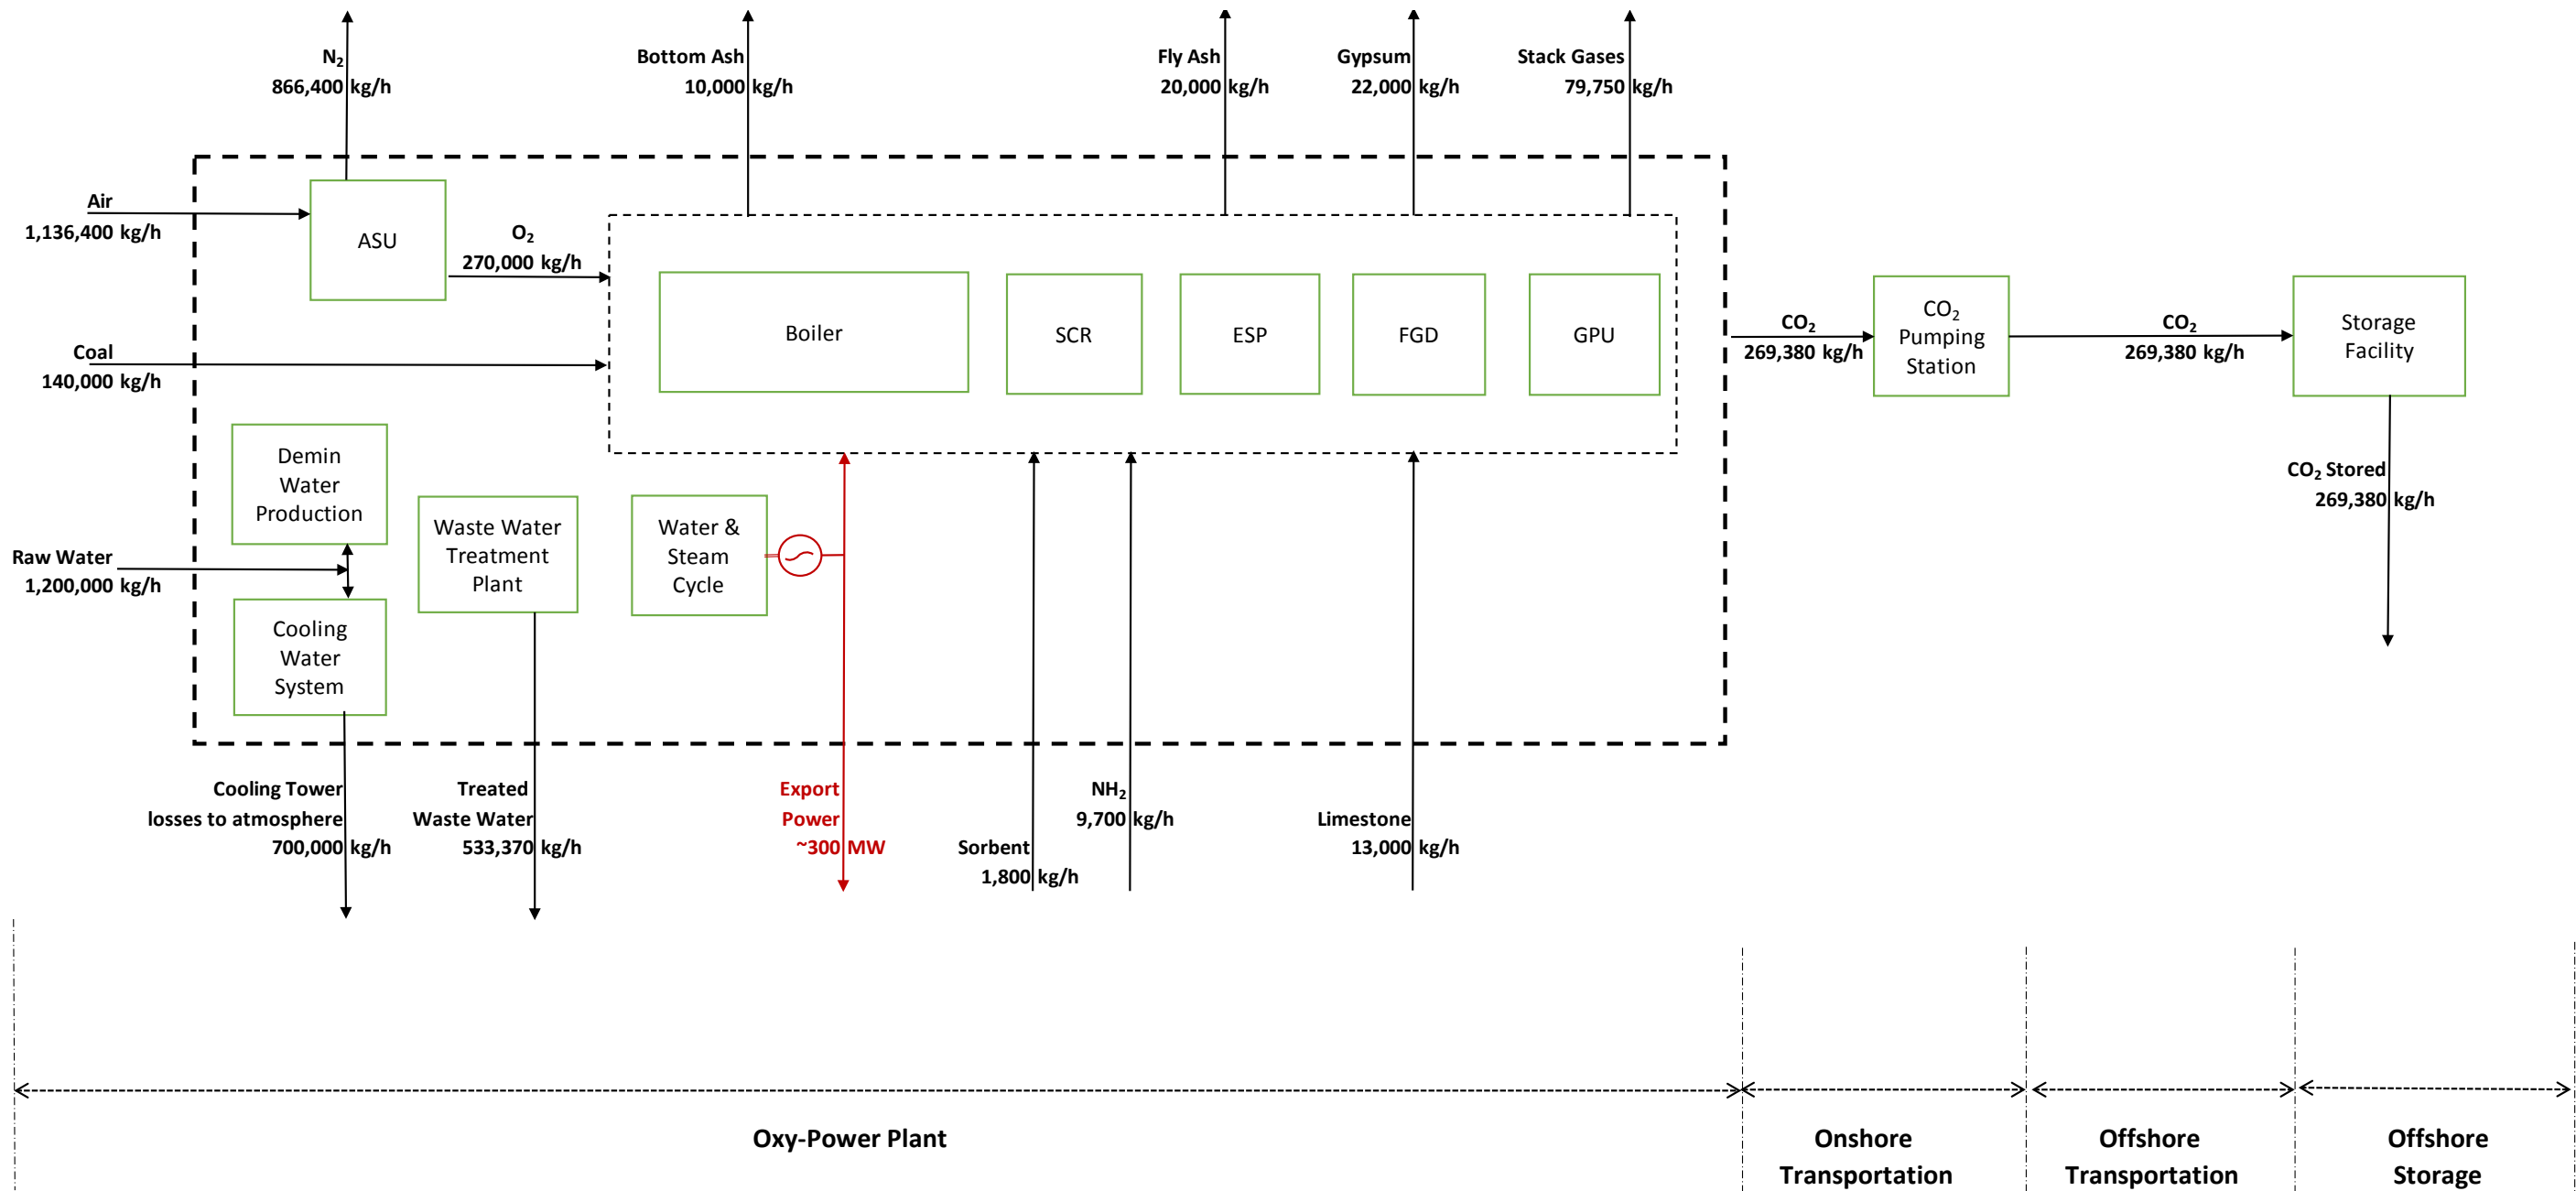 N₂
866,400 kg/h
Bottom Ash
10,000 kg/h
Fly Ash
20,000 kg/h
Gypsum
22,000 kg/h
Stack Gases
79,750 kg/h
Air
1,136,400 kg/h
ASU
O₂
270,000 kg/h
Coal
140,000 kg/h
Boiler
SCR
ESP
FGD
GPU
CO₂
269,380 kg/h
CO₂
Pumping
Station
CO₂
269,380 kg/h
Storage
Facility
CO₂ Stored
269,380 kg/h
Demin
Water
Production
Raw Water
1,200,000 kg/h
Waste Water
Treatment
Plant
Water &
Steam
Cycle
Cooling
Water
System
Cooling Tower
losses to atmosphere
700,000 kg/h
Treated
Waste Water
533,370 kg/h
Export
Power
~300 MW
Sorbent
1,800 kg/h
NH₂
9,700 kg/h
Limestone
13,000 kg/h
Oxy-Power Plant
Onshore
Transportation
Offshore
Transportation
Offshore
Storage